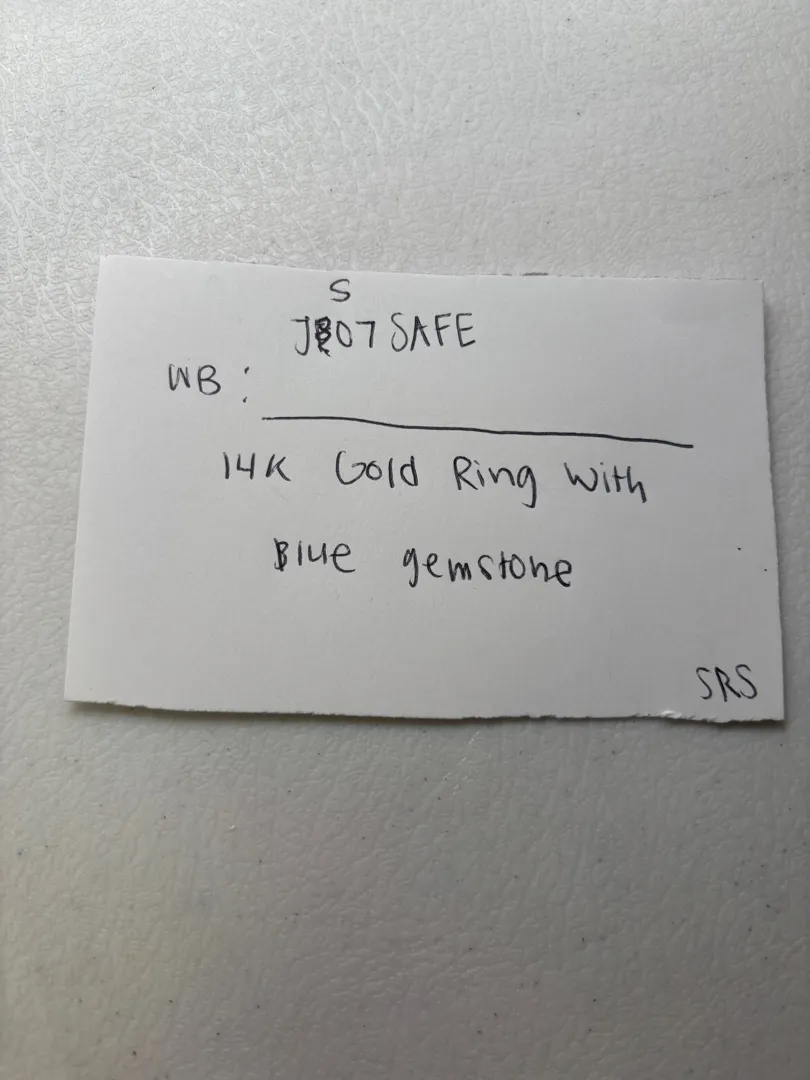 S
J807 SAFE
WB:
14K Gold Ring With
Blue gemstone
SRS